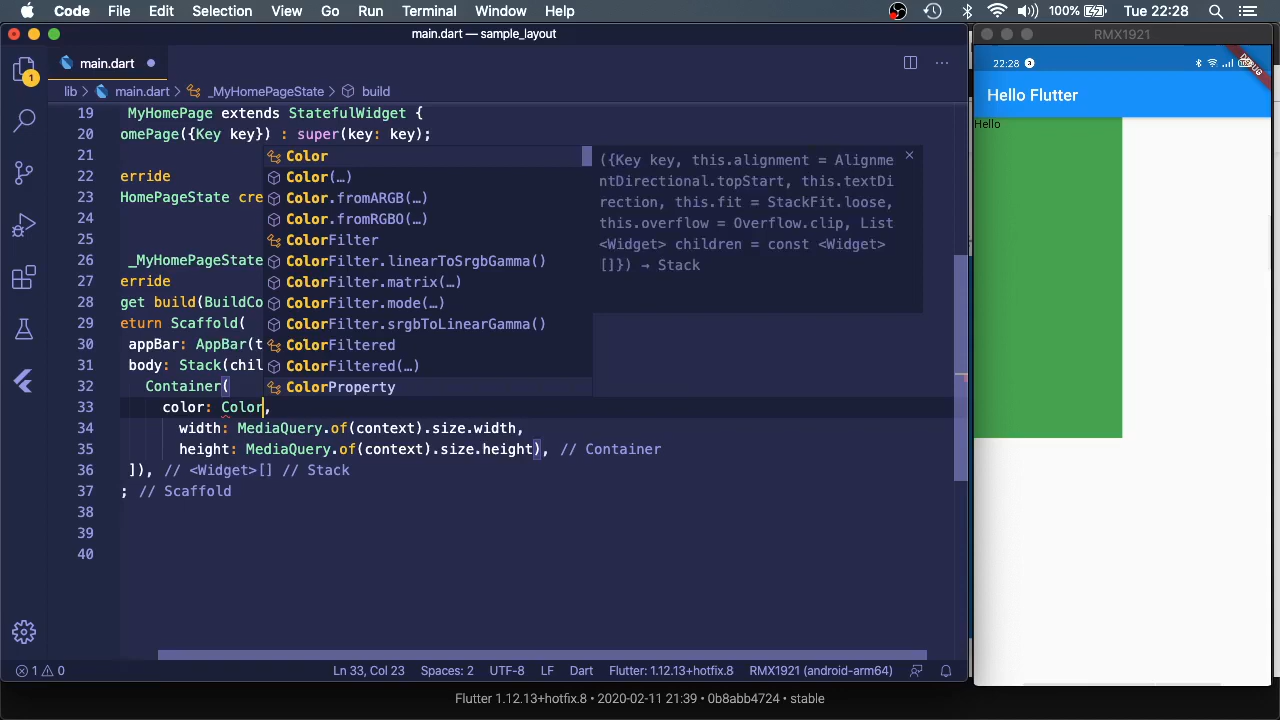 Code File Edit Selection View Go Run Terminal Window Help 100% Tue 22:28
main.dart — sample_layout
RMX1921
1
main.dart
22:28 3
DEBUG
lib › main.dart › _MyHomePageState › build
Hello Flutter
19 MyHomePage extends StatefulWidget {
Hello
20 omePage({Key key}) : super(key: key);
21
22 erride
23 HomePageState cre
24
25
26 _MyHomePageState
27 erride
28 get build(BuildCo
29 eturn Scaffold(
30 appBar: AppBar(t
31 body: Stack(chil
32 Container(
33 color: Color,
34 width: MediaQuery.of(context).size.width,
35 height: MediaQuery.of(context).size.height), // Container
36 ]), // <Widget>[] // Stack
37 ; // Scaffold
38
39
40
Color
Color(…)
Color.fromARGB(…)
Color.fromRGBO(…)
ColorFilter
ColorFilter.linearToSrgbGamma()
ColorFilter.matrix(…)
ColorFilter.mode(…)
ColorFilter.srgbToLinearGamma()
ColorFiltered
ColorFiltered(…)
ColorProperty
({Key key, this.alignment = Alignme
ntDirectional.topStart, this.textDi
rection, this.fit = StackFit.loose,
this.overflow = Overflow.clip, List
<Widget> children = const <Widget>
[]}) → Stack
1 0 Ln 33, Col 23 Spaces: 2 UTF-8 LF Dart Flutter: 1.12.13+hotfix.8 RMX1921 (android-arm64)
Flutter 1.12.13+hotfix.8 • 2020-02-11 21:39 • 0b8abb4724 • stable